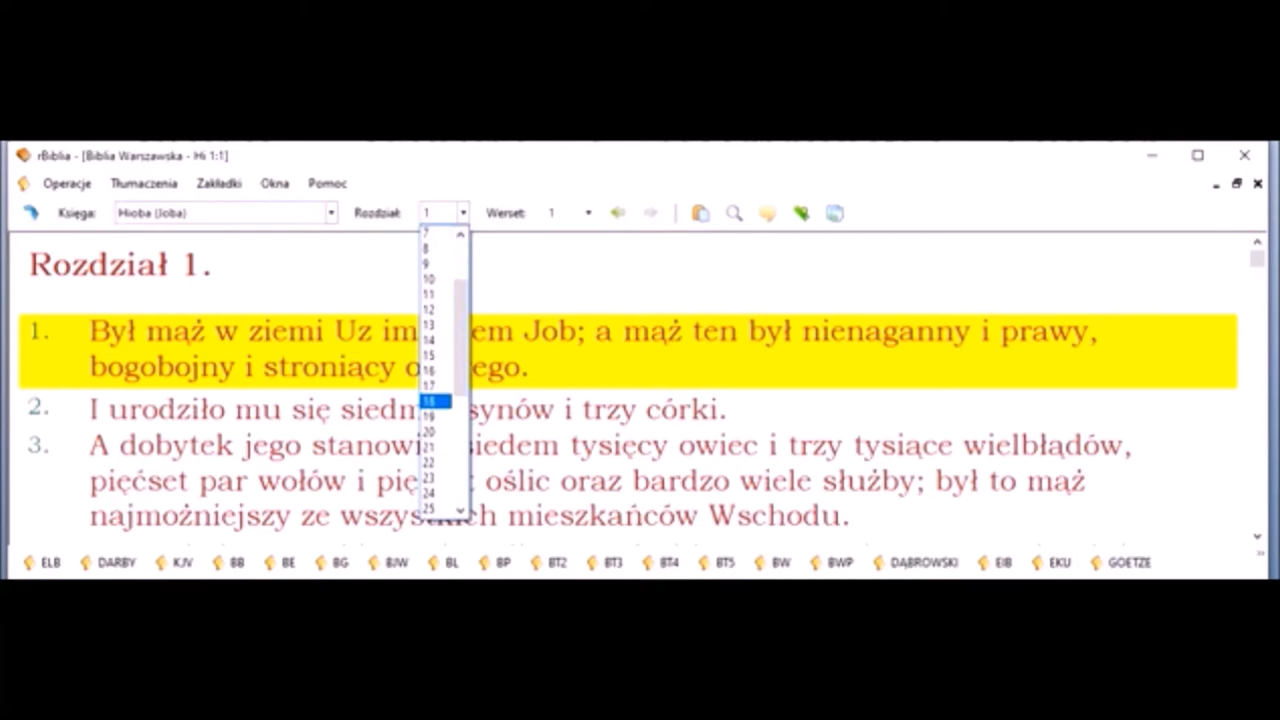 rBiblia - [Biblia Warszawska - Hi 1:1]
Operacje Tłumaczenia Zakładki Okna Pomoc
Księga: Hioba (Joba) Rozdział: 1 Werset: 1
7
8
9
10
11
12
13
14
15
16
17
18
19
20
21
22
23
24
25
Rozdział 1.
1. Był mąż w ziemi Uz im em Job; a mąż ten był nienaganny i prawy,
bogobojny i stroniący o ego.
2. I urodziło mu się siedm synów i trzy córki.
3. A dobytek jego stanowi siedem tysięcy owiec i trzy tysiące wielbłądów,
pięćset par wołów i pię oślic oraz bardzo wiele służby; był to mąż
najmożniejszy ze wszystkich mieszkańców Wschodu.
ELB DARBY KJV BB BE BG BJW BL BP BT2 BT3 BT4 BT5 BW BWP DĄBROWSKI EIB EKU GOETZE